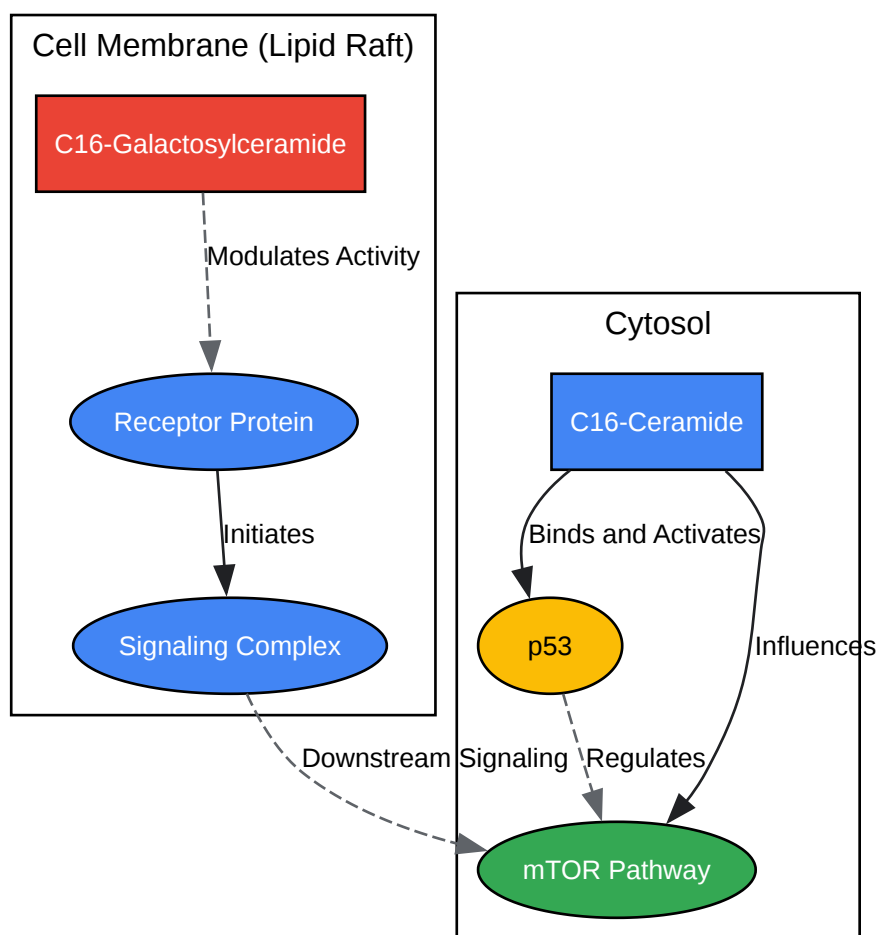 Cell Membrane (Lipid Raft)
C16-Galactosylceramide
Modulates Activity
Receptor Protein
Initiates
Signaling Complex
Downstream Signaling
Cytosol
C16-Ceramide
Binds and Activates
p53
Influences
Regulates
mTOR Pathway